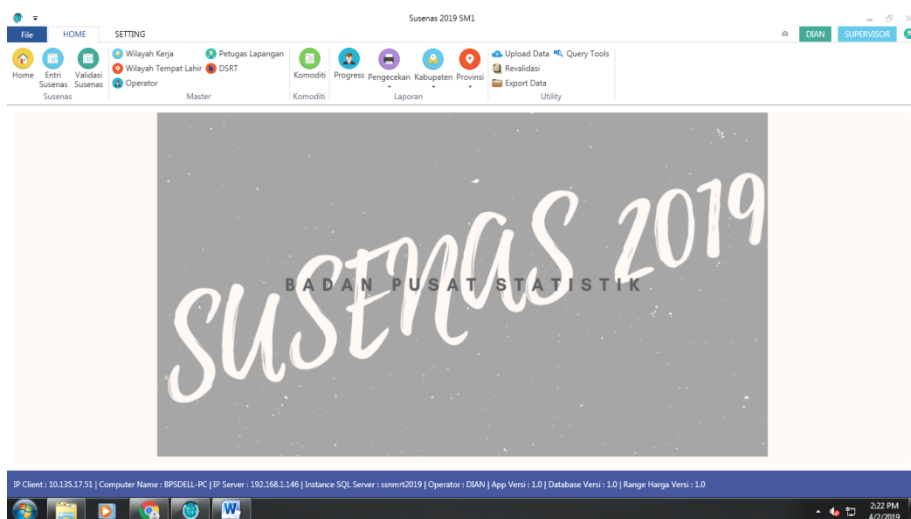 Susenas 2019 SM1
File HOME SETTING DIAN SUPERVISOR
Home
Entri Susenas
Validasi Susenas
Susenas
Wilayah Kerja
Petugas Lapangan
Wilayah Tempat Lahir
DSRT
Operator
Master
Komoditi
Komoditi
Progress
Pengecekan
Kabupaten
Provinsi
Laporan
Upload Data
Query Tools
Revalidasi
Export Data
Utility
SUSENAS 2019
BADAN PUSAT STATISTIK
IP Client : 10.135.17.51 | Computer Name : BPSDELL-PC | IP Server : 192.168.1.146 | Instance SQL Server : ssnmrt2019 | Operator : DIAN | App Versi : 1.0 | Database Versi : 1.0 | Range Harga Versi : 1.0
2:22 PM
4/2/2019